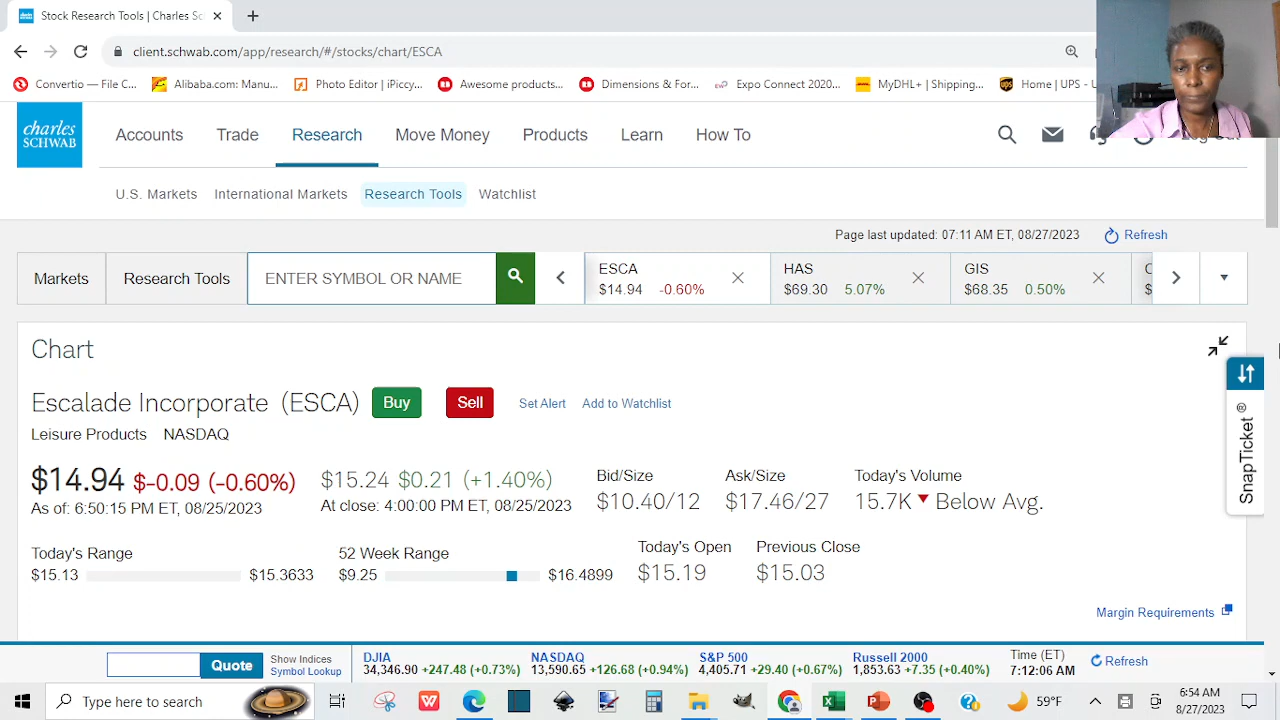 Stock Research Tools | Charles Sc
client.schwab.com/app/research/#/stocks/chart/ESCA
Convertio — File C...
Alibaba.com: Manu...
Photo Editor | iPiccy...
Awesome products...
Dimensions & For...
Expo Connect 2020...
MyDHL+ | Shipping...
Home | UPS - U
charles
SCHWAB
Accounts
Trade
Research
Move Money
Products
Learn
How To
Log Out
U.S. Markets
International Markets
Research Tools
Watchlist
Page last updated: 07:11 AM ET, 08/27/2023
Refresh
Markets
Research Tools
ENTER SYMBOL OR NAME
ESCA
$14.94 -0.60%
HAS
$69.30 5.07%
GIS
$68.35 0.50%
Chart
Escalade Incorporate (ESCA)
Buy
Sell
Set Alert
Add to Watchlist
Leisure Products NASDAQ
$14.94 $-0.09 (-0.60%)
As of: 6:50:15 PM ET, 08/25/2023
$15.24 $0.21 (+1.40%)
At close: 4:00:00 PM ET, 08/25/2023
Bid/Size
$10.40/12
Ask/Size
$17.46/27
Today's Volume
15.7K Below Avg.
SnapTicket®
Today's Range
$15.13 $15.3633
52 Week Range
$9.25 $16.4899
Today's Open
$15.19
Previous Close
$15.03
Margin Requirements
Quote
Show Indices
Symbol Lookup
DJIA
34,346.90 +247.48 (+0.73%)
NASDAQ
13,590.65 +126.68 (+0.94%)
S&P 500
4,405.71 +29.40 (+0.67%)
Russell 2000
1,853.63 +7.35 (+0.40%)
Time (ET)
7:12:06 AM
Refresh
Type here to search
59°F
6:54 AM
8/27/2023